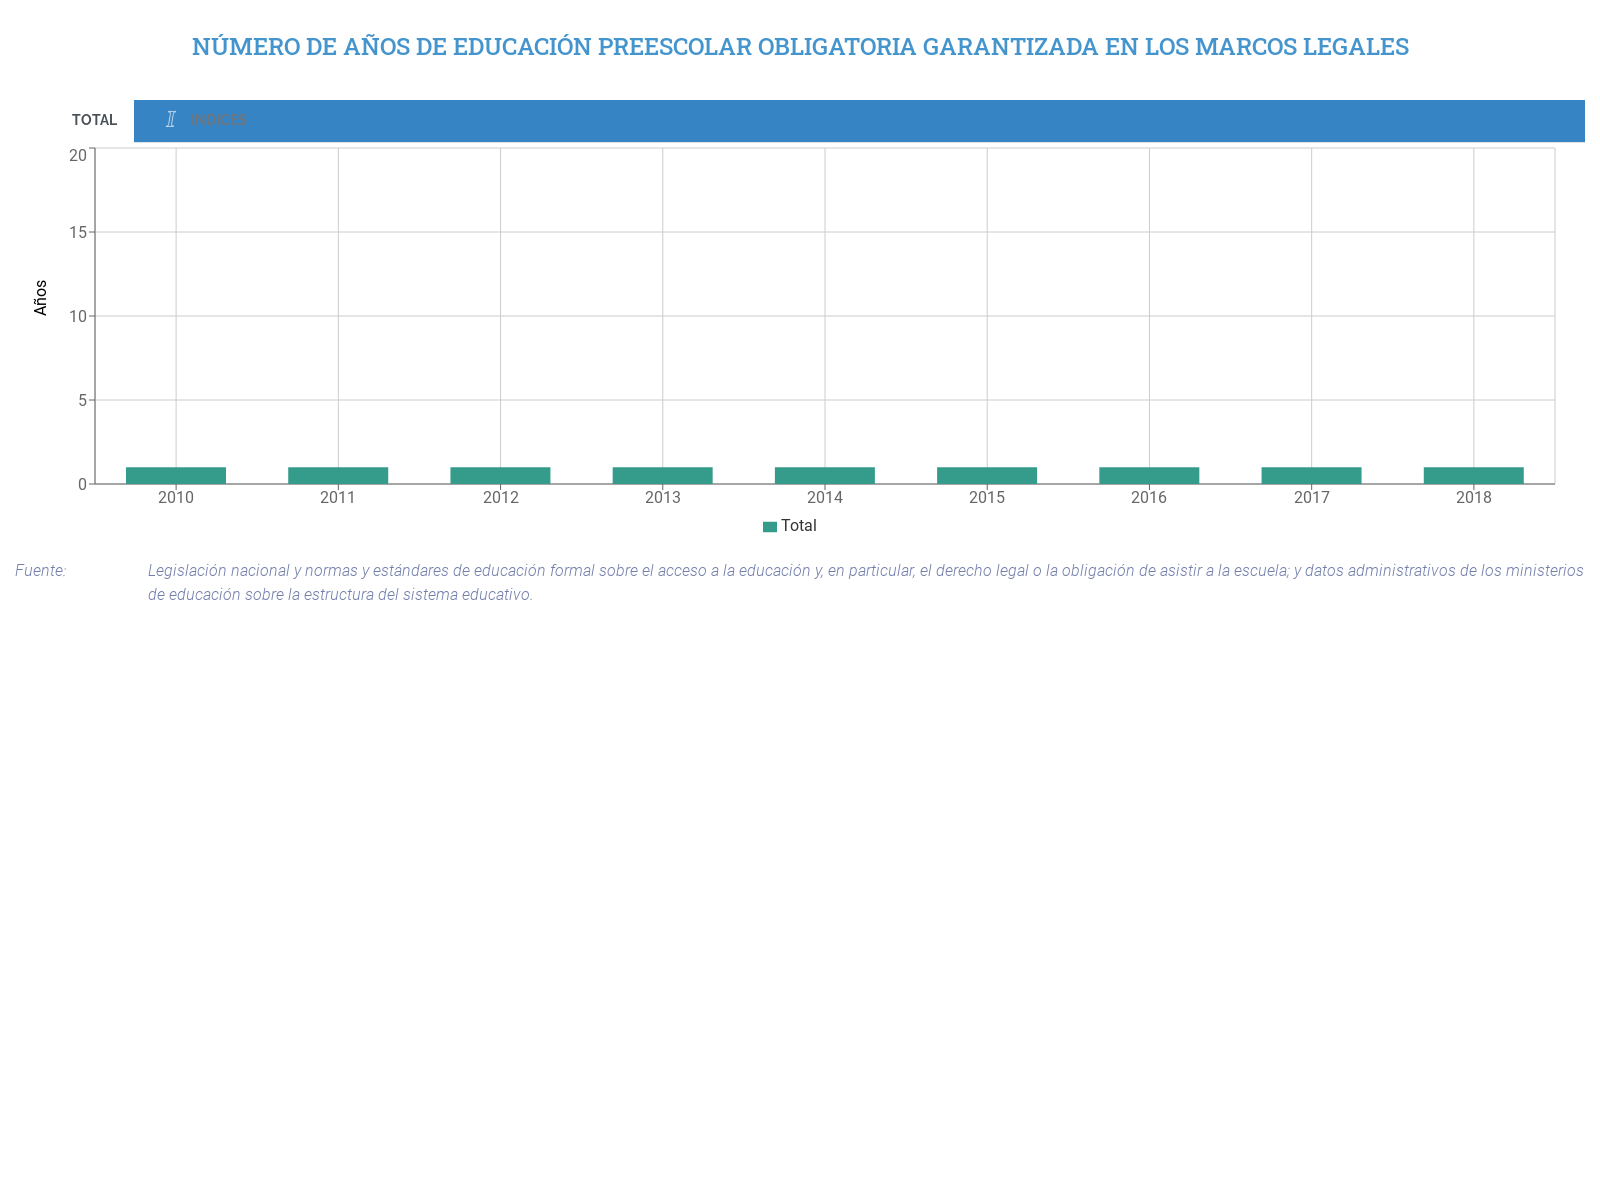 NÚMERO DE AÑOS DE EDUCACIÓN PREESCOLAR OBLIGATORIA GARANTIZADA EN LOS MARCOS LEGALES
TOTAL
INDICES
20
15
10
5
0
Años
2010 2011 2012 2013 2014 2015 2016 2017 2018
Total
Fuente: Legislación nacional y normas y estándares de educación formal sobre el acceso a la educación y, en particular, el derecho legal o la obligación de asistir a la escuela; y datos administrativos de los ministerios
de educación sobre la estructura del sistema educativo.